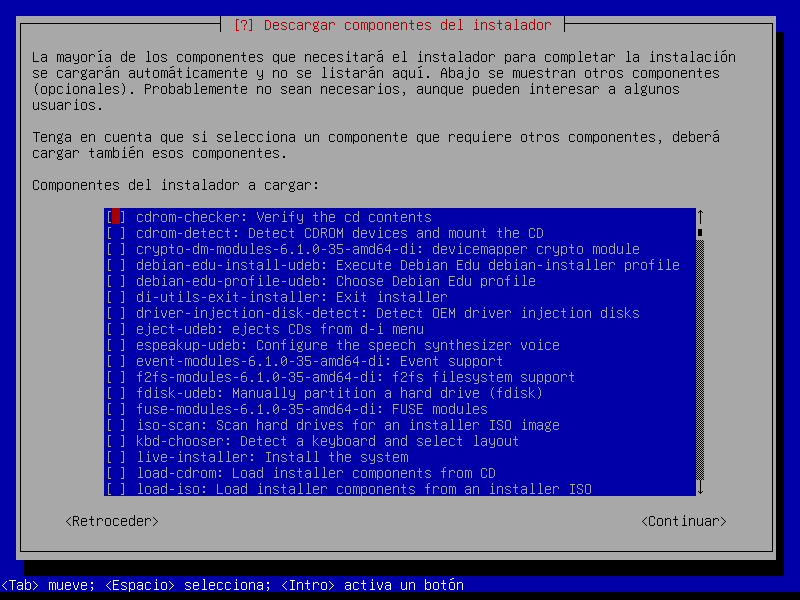 [?] Descargar componentes del instalador
La mayoría de los componentes que necesitará el instalador para completar la instalación
se cargarán automáticamente y no se listarán aquí. Abajo se muestran otros componentes
(opcionales). Probablemente no sean necesarios, aunque pueden interesar a algunos
usuarios.
Tenga en cuenta que si selecciona un componente que requiere otros componentes, deberá
cargar también esos componentes.
Componentes del instalador a cargar:
[ ] cdrom-checker: Verify the cd contents
[ ] cdrom-detect: Detect CDROM devices and mount the CD
[ ] crypto-dm-modules-6.1.0-35-amd64-di: devicemapper crypto module
[ ] debian-edu-install-udeb: Execute Debian Edu debian-installer profile
[ ] debian-edu-profile-udeb: Choose Debian Edu profile
[ ] di-utils-exit-installer: Exit installer
[ ] driver-injection-disk-detect: Detect OEM driver injection disks
[ ] eject-udeb: ejects CDs from d-i menu
[ ] espeakup-udeb: Configure the speech synthesizer voice
[ ] event-modules-6.1.0-35-amd64-di: Event support
[ ] f2fs-modules-6.1.0-35-amd64-di: f2fs filesystem support
[ ] fdisk-udeb: Manually partition a hard drive (fdisk)
[ ] fuse-modules-6.1.0-35-amd64-di: FUSE modules
[ ] iso-scan: Scan hard drives for an installer ISO image
[ ] kbd-chooser: Detect a keyboard and select layout
[ ] live-installer: Install the system
[ ] load-cdrom: Load installer components from CD
[ ] load-iso: Load installer components from an installer ISO
<Retroceder> <Continuar>
<Tab> mueve; <Espacio> selecciona; <Intro> activa un botón